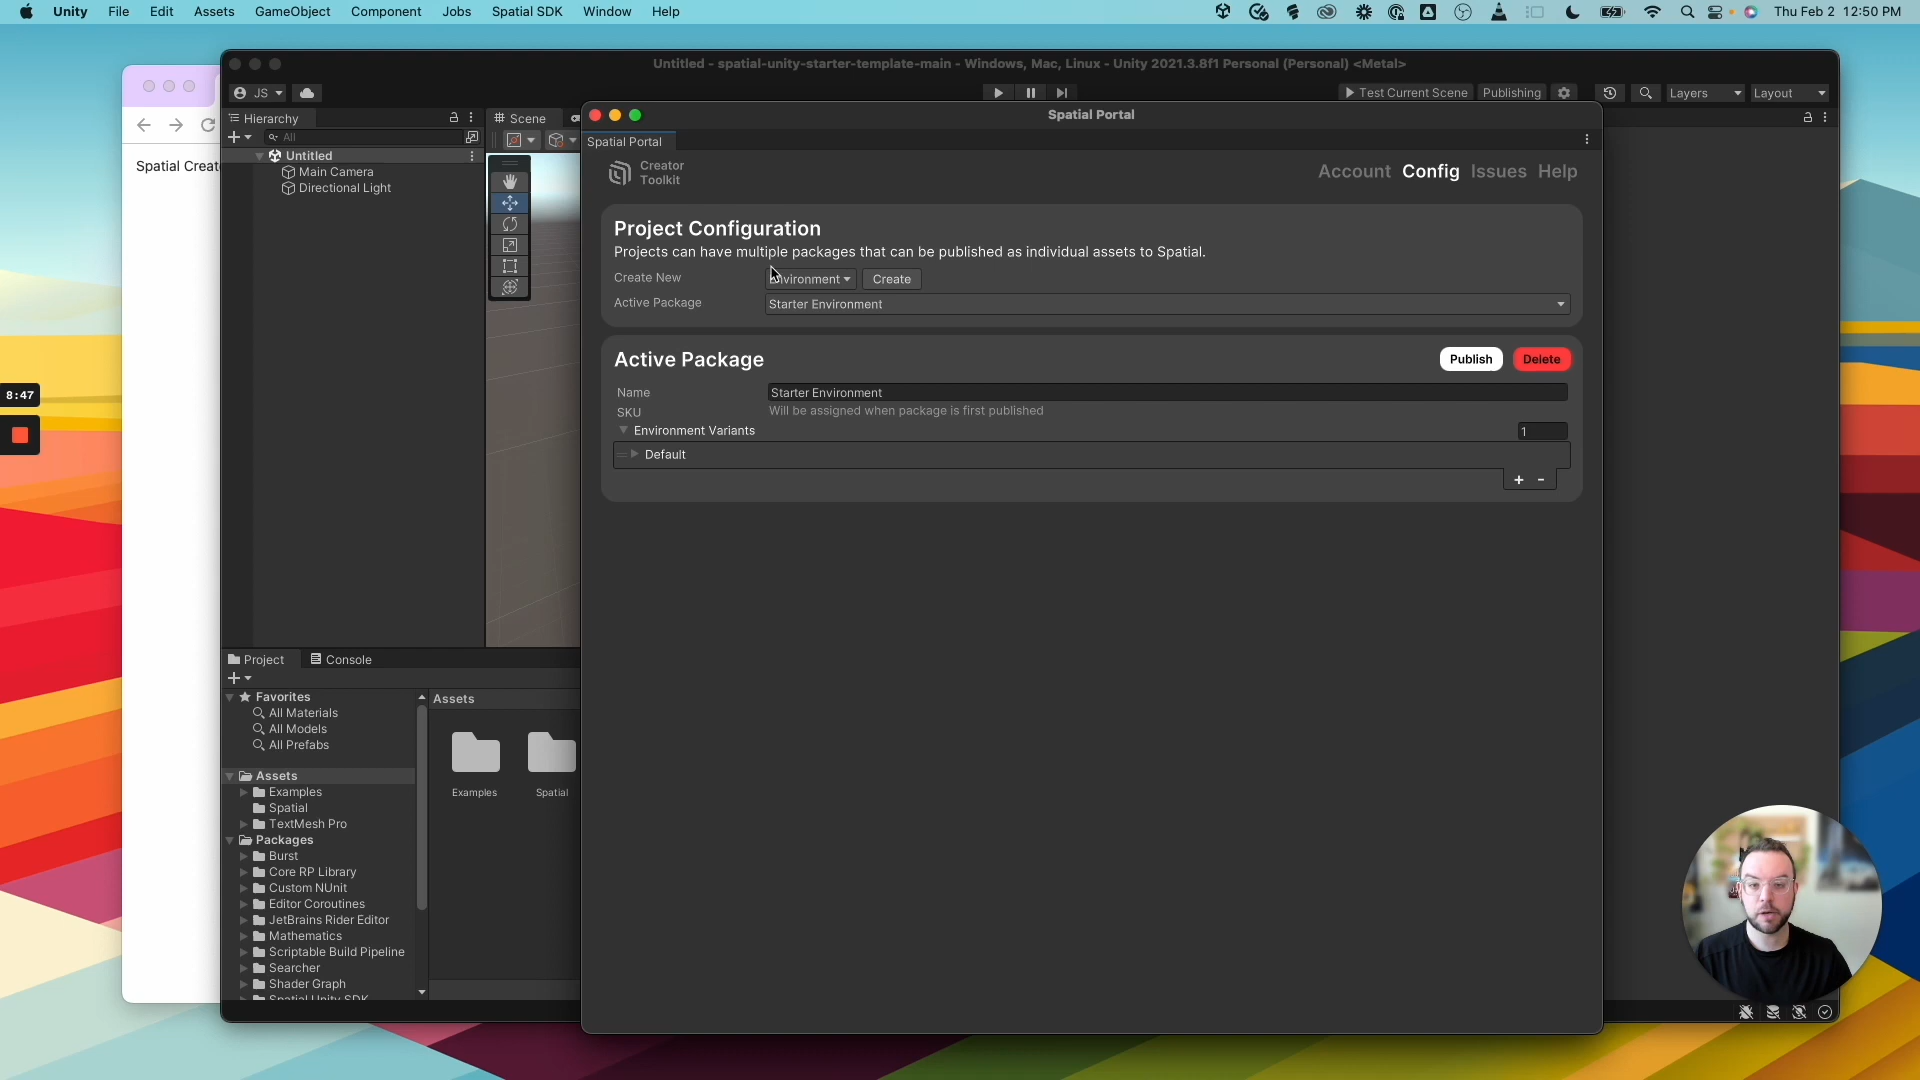 Unity File Edit Assets GameObject Component Jobs Spatial SDK Window Help
Thu Feb 2 12:50 PM
Untitled - spatial-unity-starter-template-main - Windows, Mac, Linux - Unity 2021.3.8f1 Personal (Personal) <Metal>
JS
Test Current Scene Publishing Layers Layout
Hierarchy Scene
All
Untitled
Main Camera
Directional Light
Spatial Creat
8:47
Spatial Portal
Spatial Portal
Creator
Toolkit
Account Config Issues Help
Project Configuration
Projects can have multiple packages that can be published as individual assets to Spatial.
Create New Environment Create
Active Package Starter Environment
Active Package Publish Delete
Name Starter Environment
SKU Will be assigned when package is first published
Environment Variants 1
Default
+ -
Project Console
Favorites
All Materials
All Models
All Prefabs
Assets
Examples
Spatial
TextMesh Pro
Packages
Burst
Core RP Library
Custom NUnit
Editor Coroutines
JetBrains Rider Editor
Mathematics
Scriptable Build Pipeline
Searcher
Shader Graph
Spatial Unity SDK
Assets
Examples Spatial